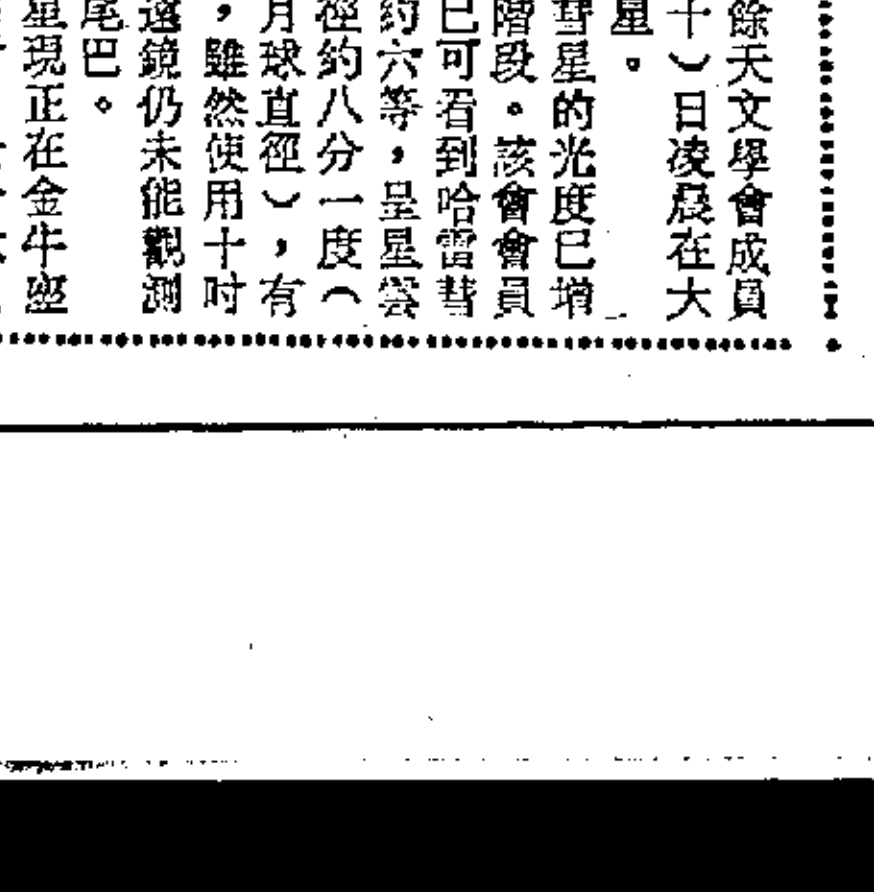 餘天文學會成員
十）日凌晨在大
星。
彗星的光度已增
階段。該會會員
已可看到哈雷彗
約六等，呈星雲
徑約八分一度（
月球直徑），有
，雖然使用十吋
遠鏡仍未能觀測
尾巴。
星現正在金牛座